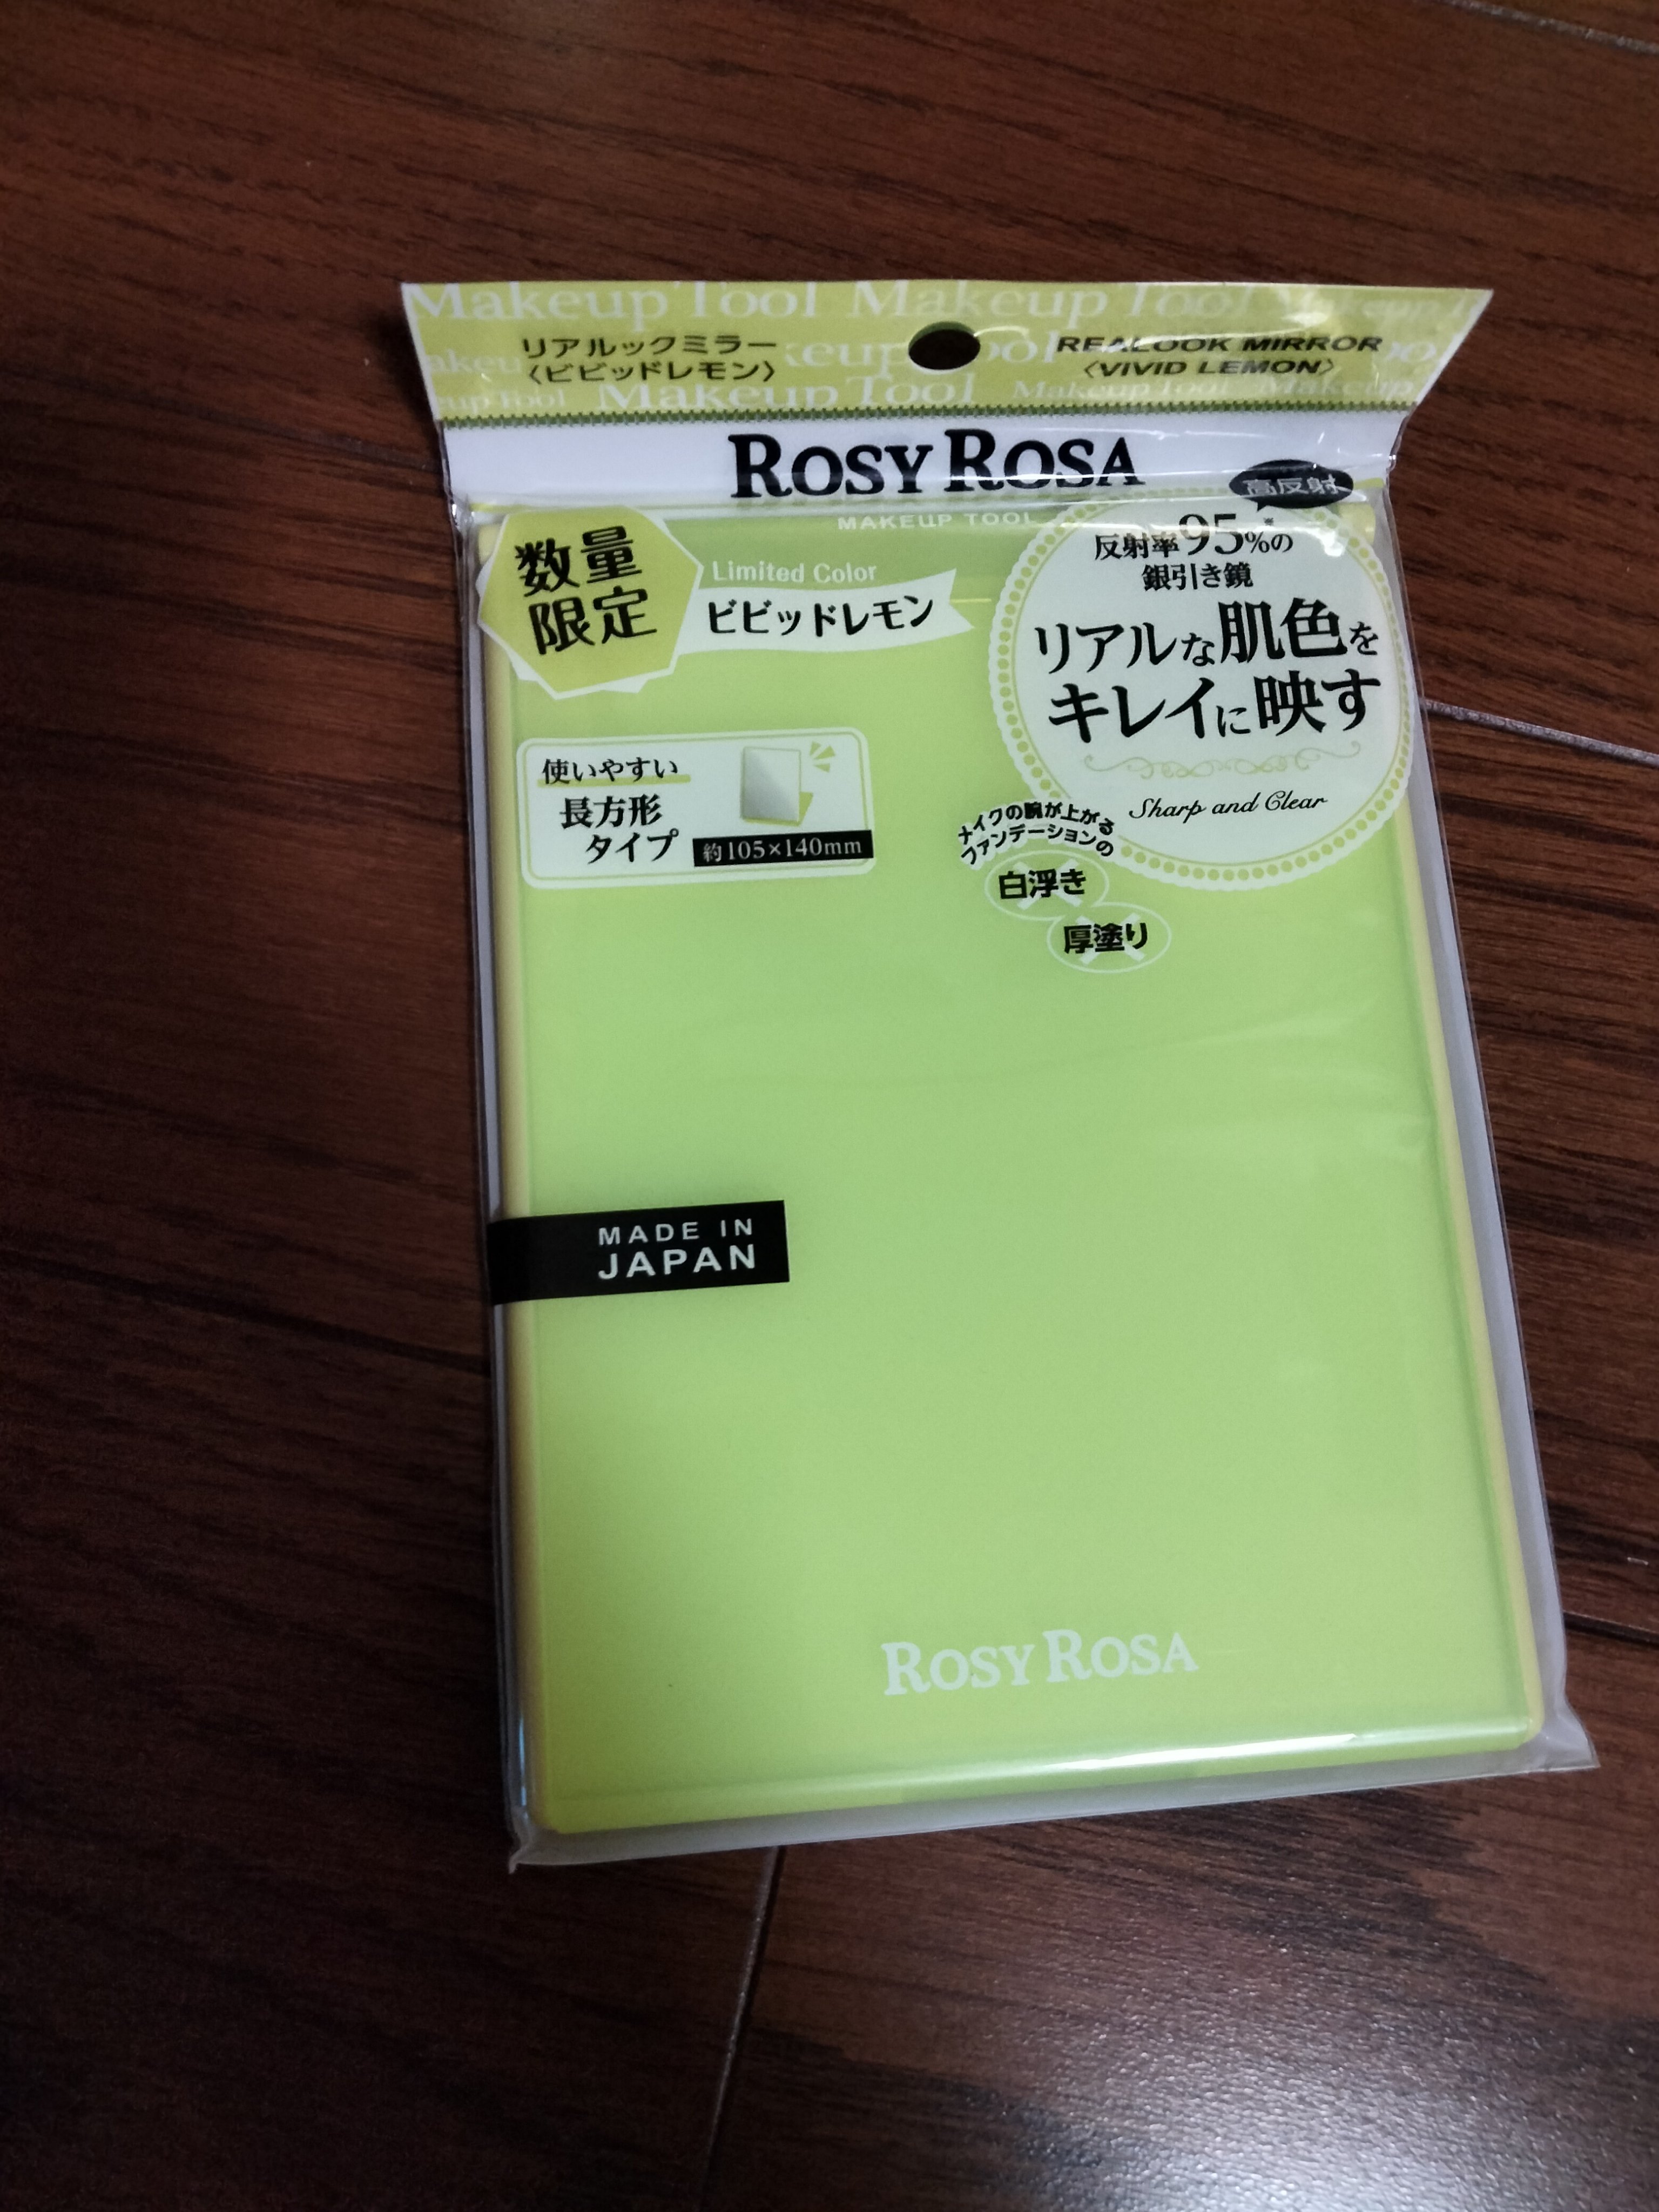 Makeup Tool Makeup Tool
リアルックミラー
〈ビビッドレモン〉
REALOOK MIRROR
〈VIVID LEMON〉
Makeup Tool
ROSY ROSA
MAKEUP TOOL
数量
限定
Limited Color
ビビッドレモン
高反射
反射率95%の
銀引き鏡
リアルな肌色を
キレイに映す
Sharp and Clear
使いやすい
長方形
タイプ
約105×140mm
メイクの腕が上がる
ファンデーションの
白浮き
厚塗り
MADE IN
JAPAN
ROSY ROSA